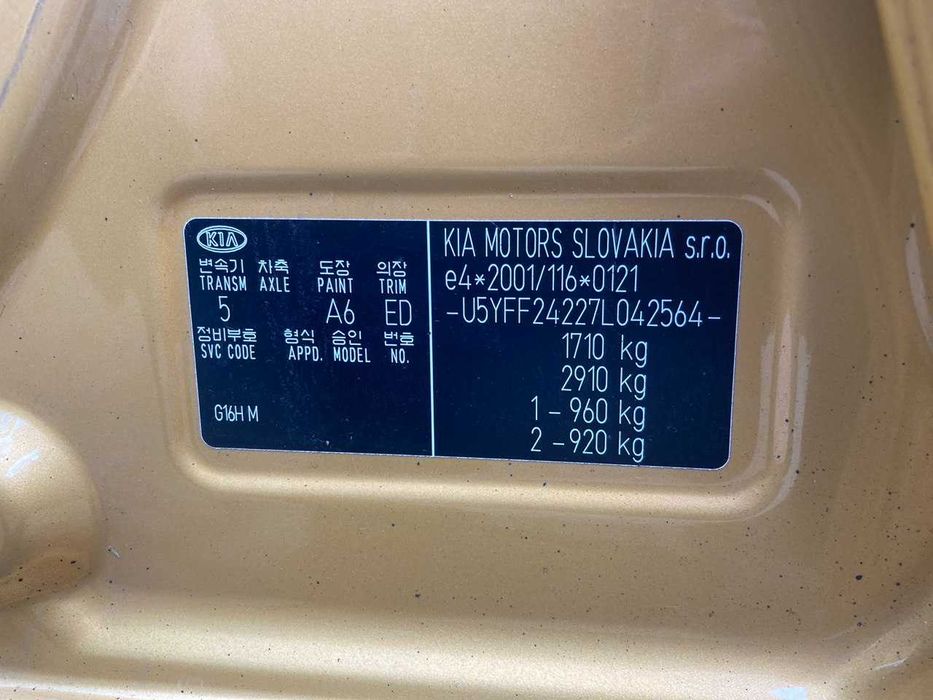 KIA
변속기 차축 도장 의장
TRANSM AXLE PAINT TRIM
5 A6 ED
정비부호 형식 승인 번호
SVC CODE APPD. MODEL NO.
G16H M
KIA MOTORS SLOVAKIA s.r.o.
e4*2001/116*0121
-U5YFF24227L042564-
1710 kg
2910 kg
1-960 kg
2-920 kg